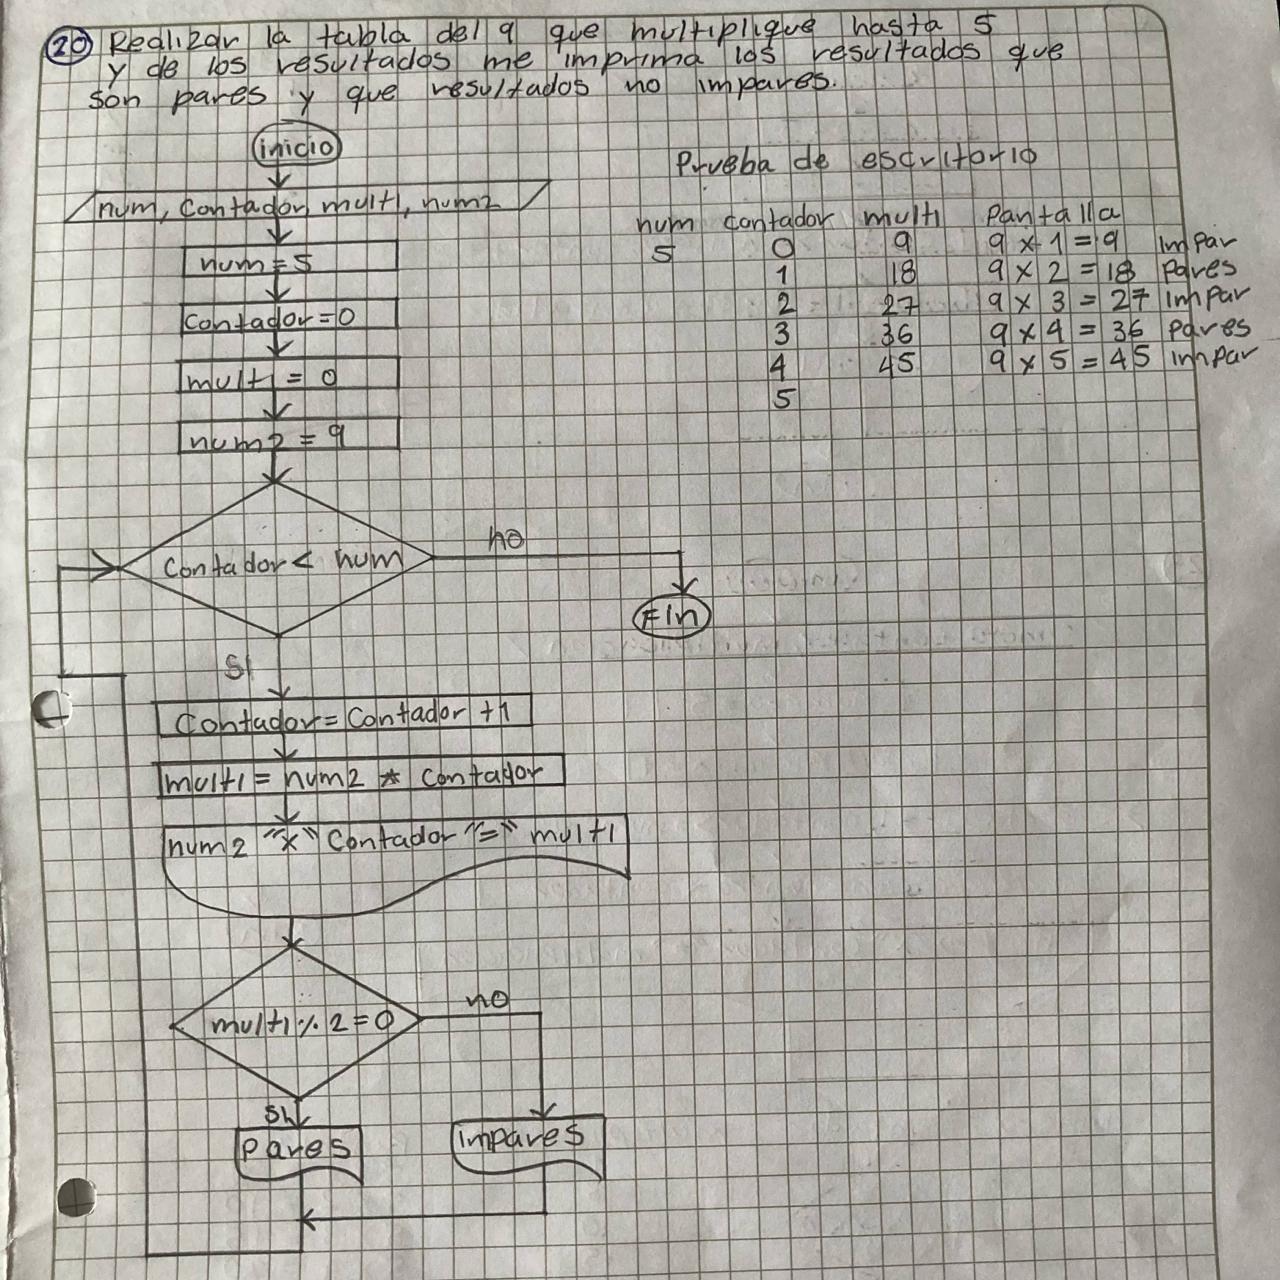 20 Realizar la tabla del 9 que multiplique hasta 5
y de los resultados me imprima los resultados que
son pares y que resultados no impares.
inicio
num, contador, multi, num2
num = 5
contador = 0
multi = 0
num2 = 9
contador < num
no
Fin
si
contador = contador + 1
multi = num2 * contador
num2 "x" contador "=" multi
multi % 2 = 0
no
si
pares
impares
Prueba de escritorio
num contador multi Pantalla
5 0 9 9 x 1 = 9 Impar
1 18 9 x 2 = 18 Pares
2 27 9 x 3 = 27 Impar
3 36 9 x 4 = 36 pares
4 45 9 x 5 = 45 impar
5